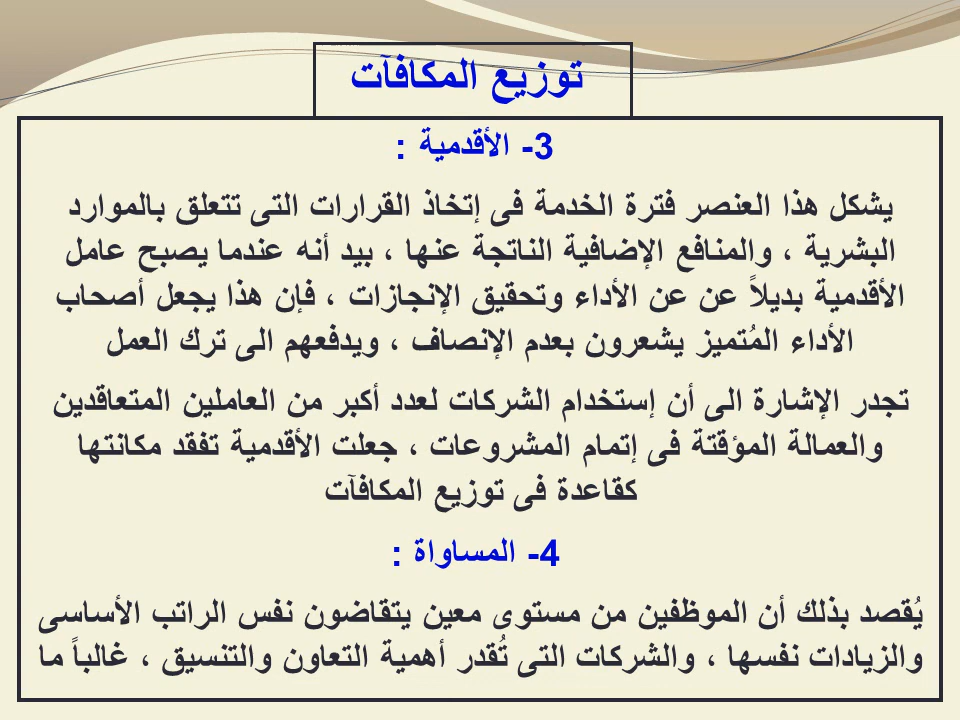 توزيع المكافآت
3- الأقدمية :
يشكل هذا العنصر فترة الخدمة فى إتخاذ القرارات التى تتعلق بالموارد
البشرية ، والمنافع الإضافية الناتجة عنها ، بيد أنه عندما يصبح عامل
الأقدمية بديلاً عن عن الأداء وتحقيق الإنجازات ، فإن هذا يجعل أصحاب
الأداء المُتميز يشعرون بعدم الإنصاف ، ويدفعهم الى ترك العمل
تجدر الإشارة الى أن إستخدام الشركات لعدد أكبر من العاملين المتعاقدين
والعمالة المؤقتة فى إتمام المشروعات ، جعلت الأقدمية تفقد مكانتها
كقاعدة فى توزيع المكافآت
4- المساواة :
يُقصد بذلك أن الموظفين من مستوى معين يتقاضون نفس الراتب الأساسى
والزيادات نفسها ، والشركات التى تُقدر أهمية التعاون والتنسيق ، غالباً ما